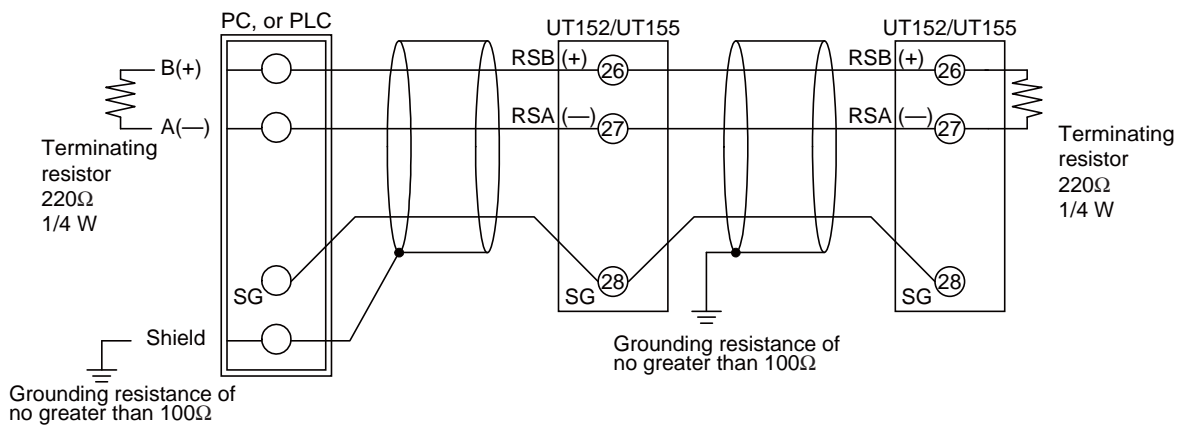 PC, or PLC
UT152/UT155
UT152/UT155
B(+)
RSB (+) 26
RSB (+) 26
A(—)
RSA (—) 27
RSA (—) 27
Terminating
resistor
220Ω
1/4 W
Terminating
resistor
220Ω
1/4 W
SG
SG 28
SG 28
Shield
Grounding resistance of
no greater than 100Ω
Grounding resistance of
no greater than 100Ω